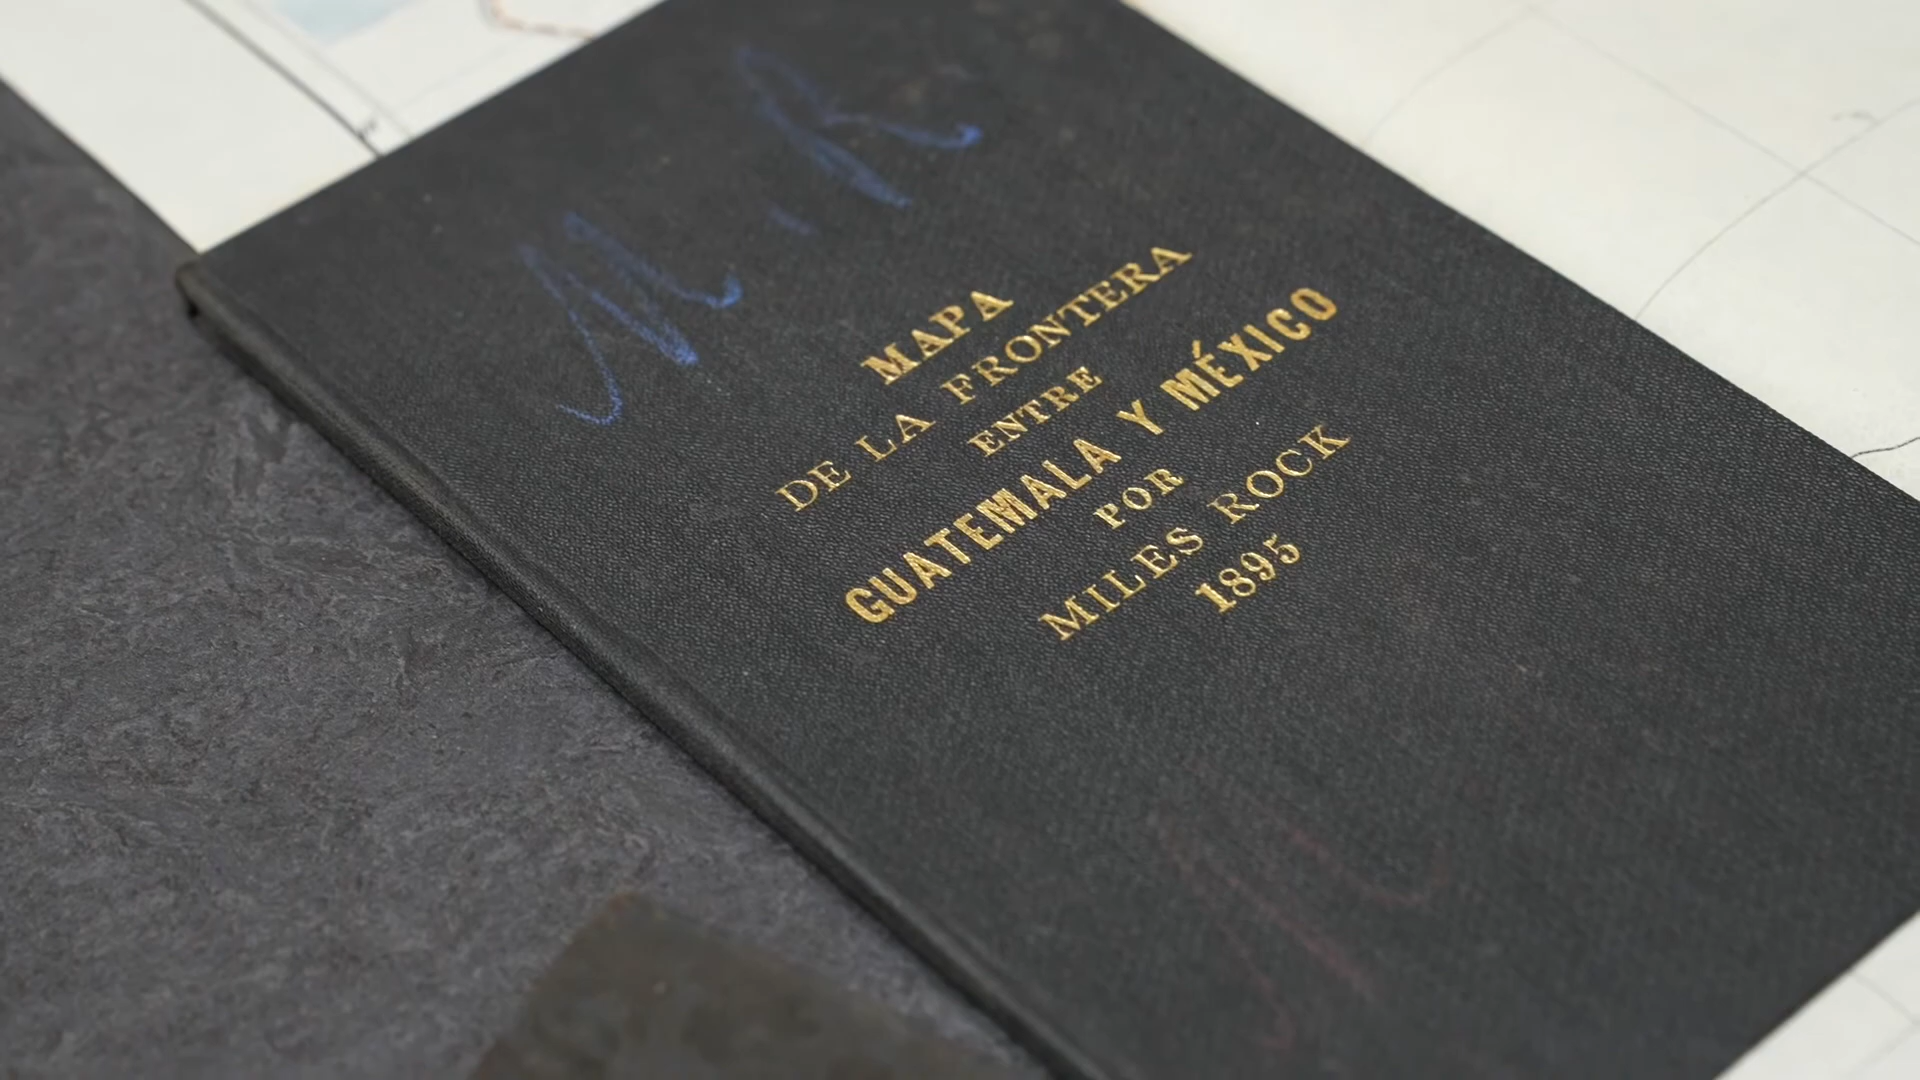 M. R
MAPA
DE LA FRONTERA
ENTRE
GUATEMALA Y MÉXICO
POR
MILES ROCK
1895